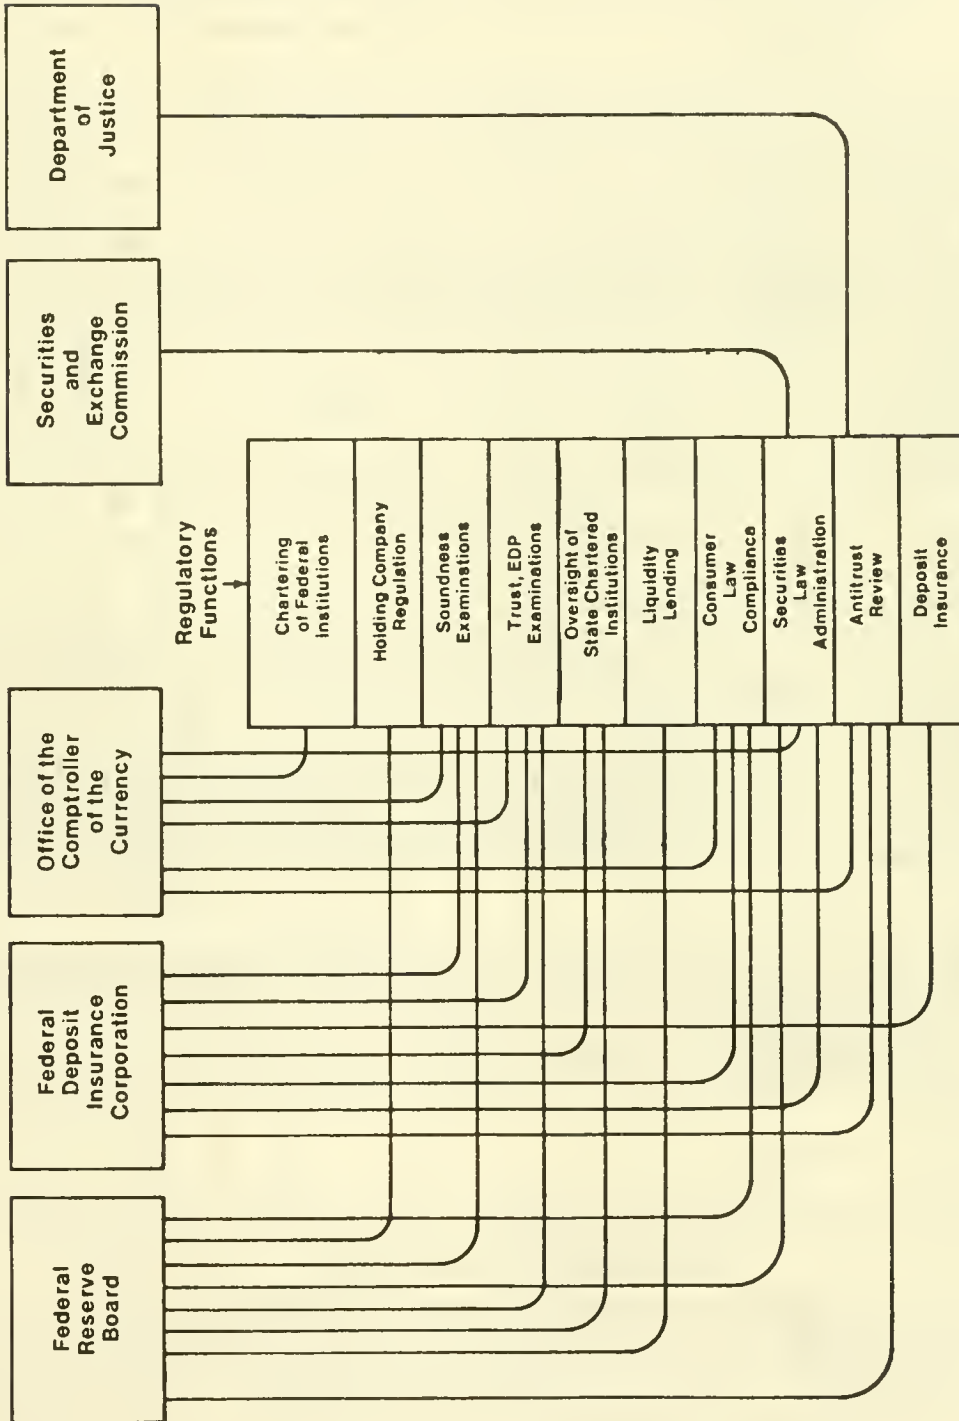 Federal
Reserve
Board
Federal
Deposit
Insurance
Corporation
Office of the
Comptroller
of the
Currency
Securities
and
Exchange
Commission
Department
of
Justice
Regulatory
Functions
Chartering
of Federal
Institutions
Holding Company
Regulation
Soundness
Examinations
Trust, EDP
Examinations
Oversight of
State Chartered
Institutions
Liquidity
Lending
Consumer
Law
Compliance
Securities
Law
Administration
Antitrust
Review
Deposit
Insurance